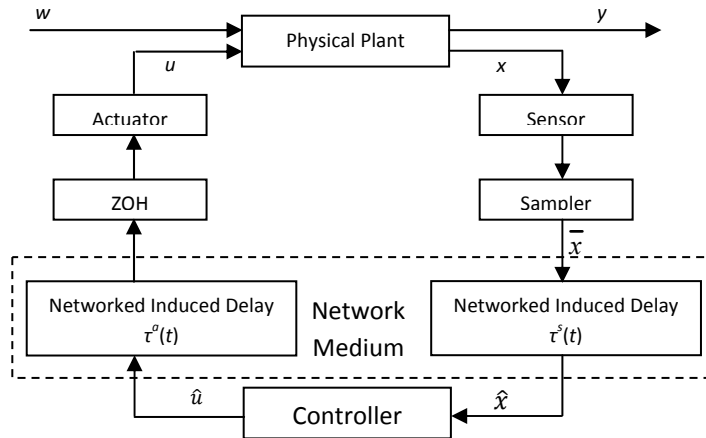 w
y
Physical Plant
u
x
Actuator
Sensor
ZOH
Sampler
x̅
Networked Induced Delay
τᵃ(t)
Network
Medium
Networked Induced Delay
τˢ(t)
û
Controller
x̂